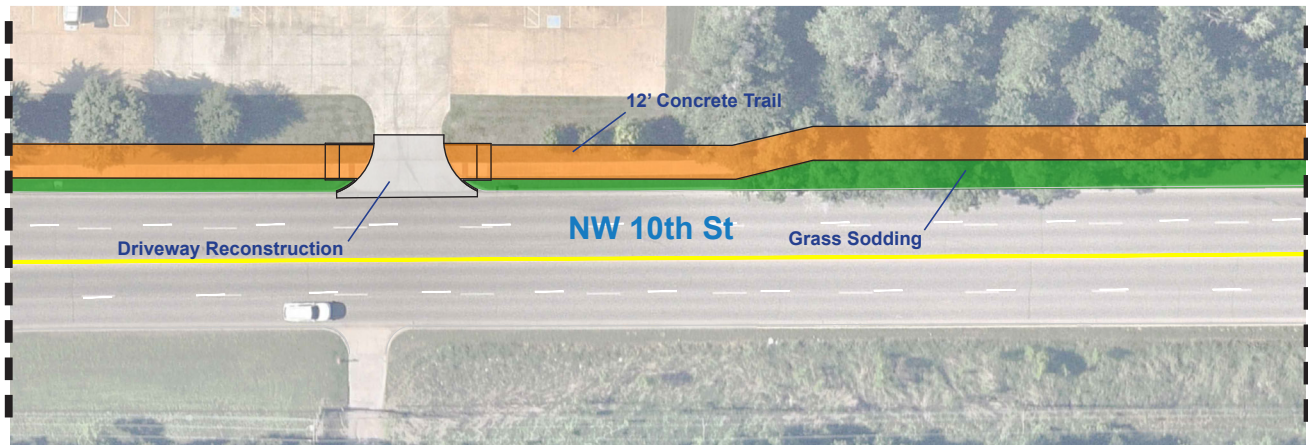 12’ Concrete Trail
NW 10th St
Driveway Reconstruction
Grass Sodding